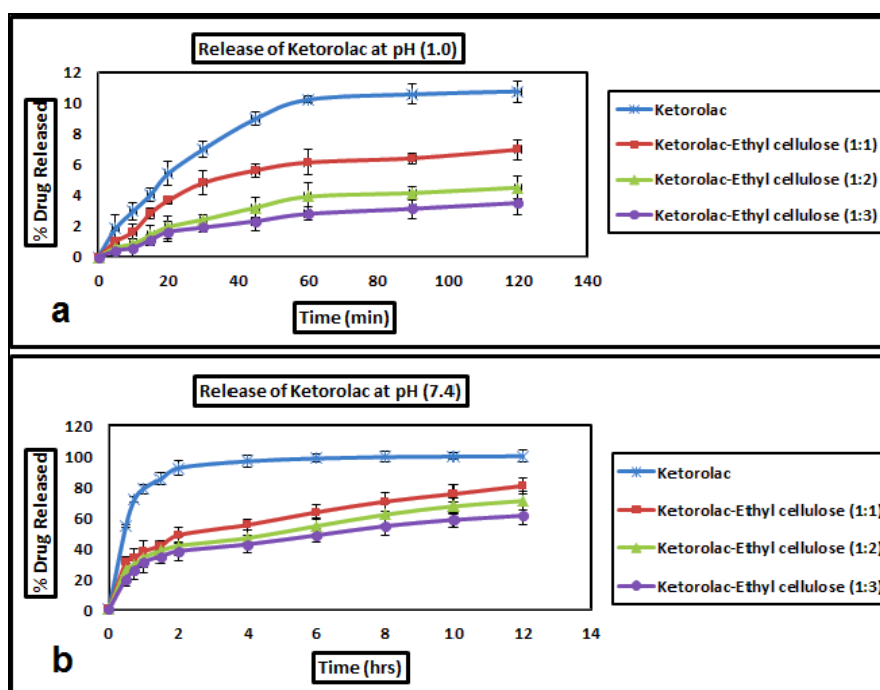 Release of Ketorolac at pH (1.0)
12
10
8
6
4
2
0
% Drug Released
0 20 40 60 80 100 120 140
Time (min)
Ketorolac
Ketorolac-Ethyl cellulose (1:1)
Ketorolac-Ethyl cellulose (1:2)
Ketorolac-Ethyl cellulose (1:3)
a
Release of Ketorolac at pH (7.4)
120
100
80
60
40
20
0
% Drug Released
0 2 4 6 8 10 12 14
Time (hrs)
Ketorolac
Ketorolac-Ethyl cellulose (1:1)
Ketorolac-Ethyl cellulose (1:2)
Ketorolac-Ethyl cellulose (1:3)
b